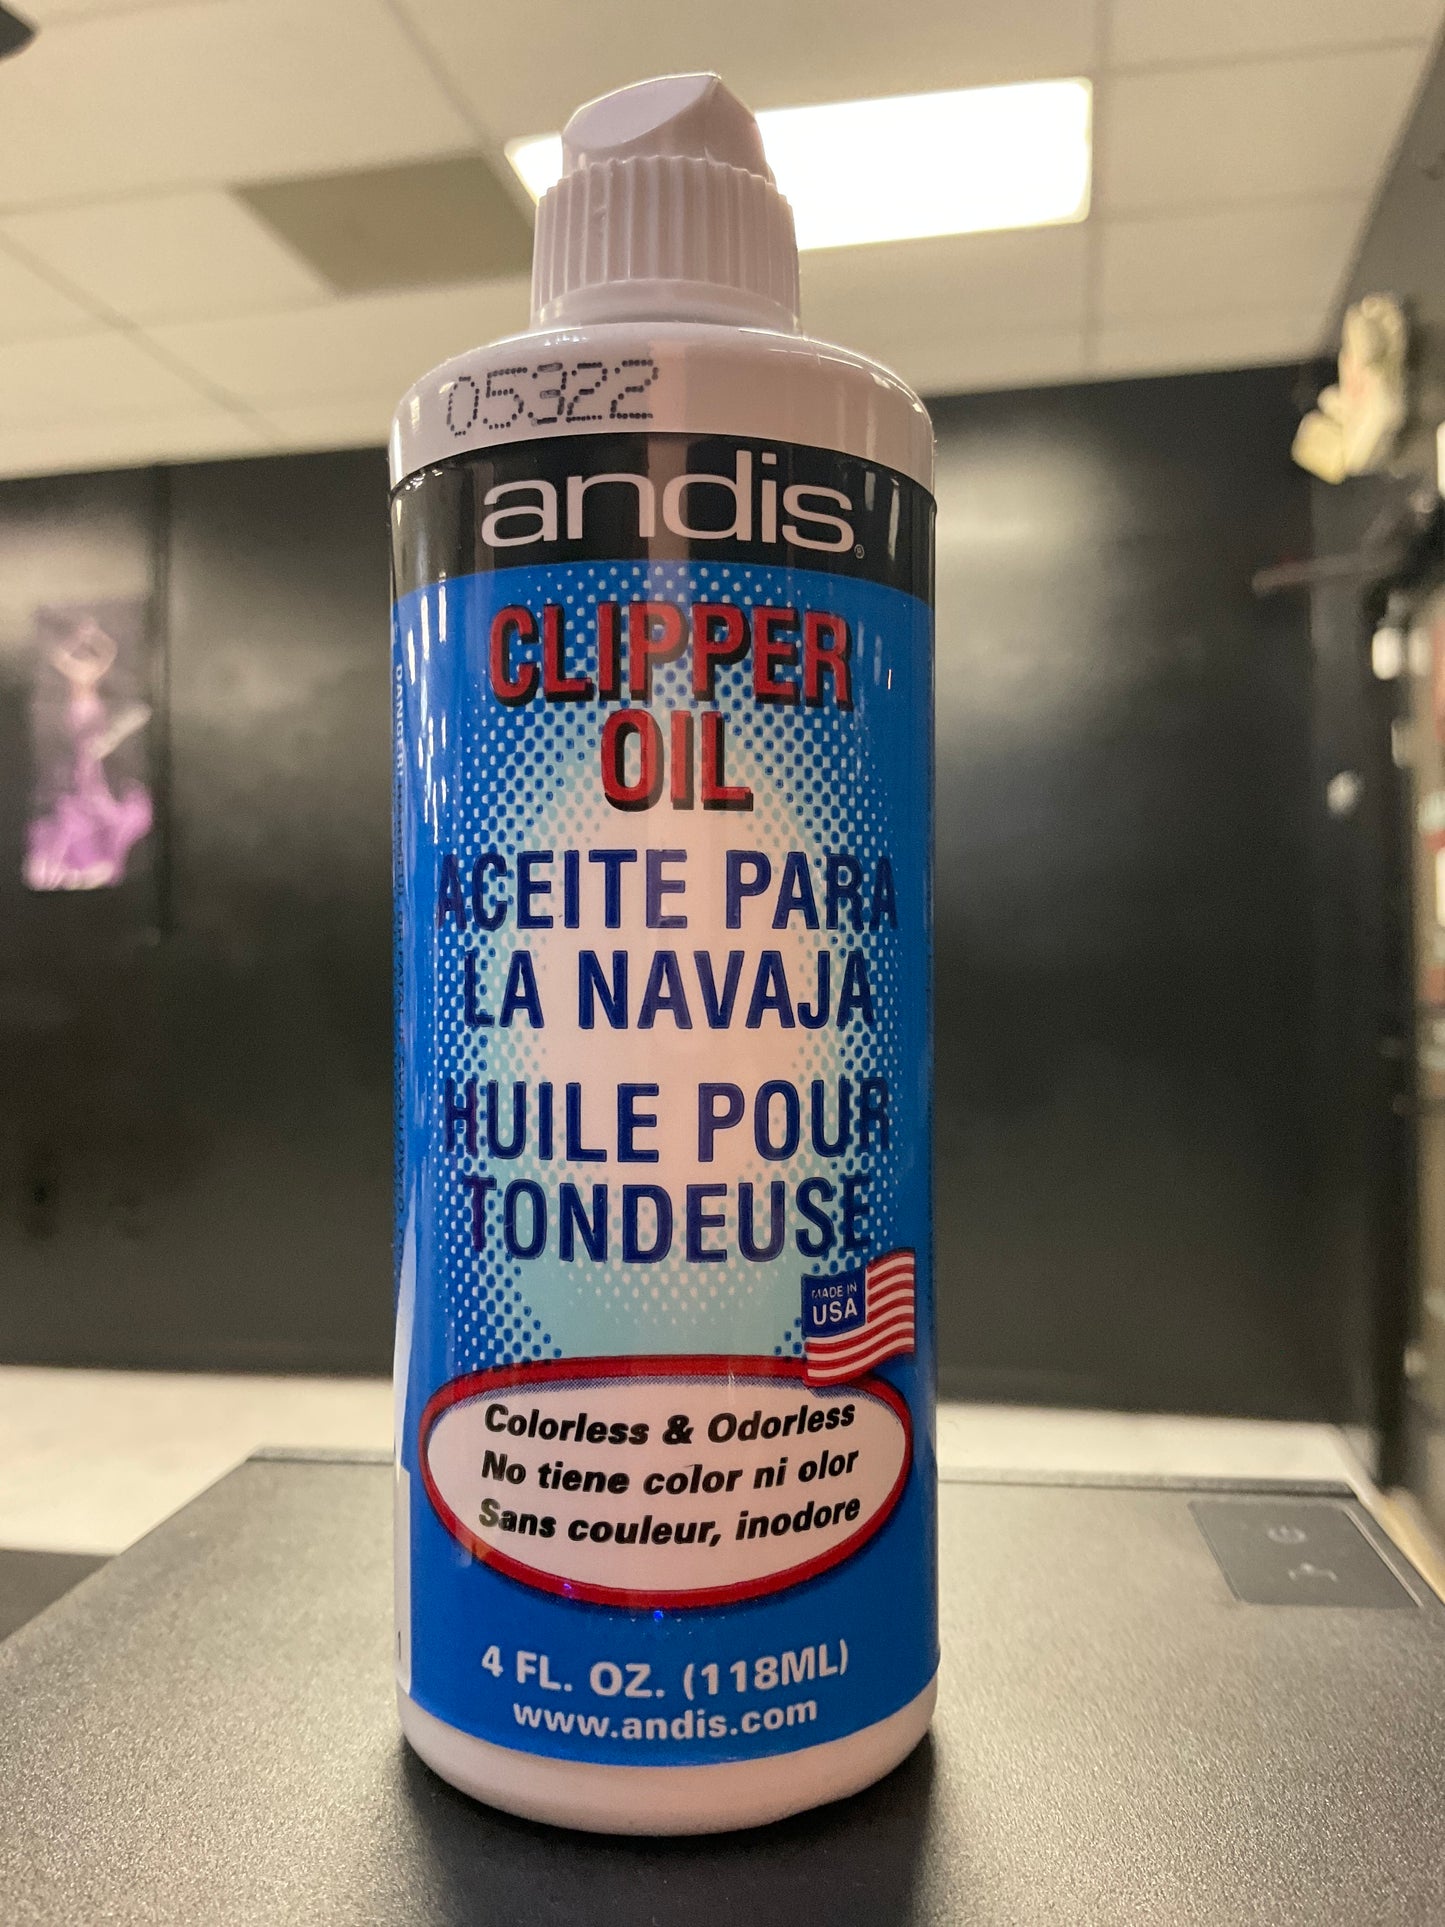 05322
andis®
CLIPPER
OIL
ACEITE PARA
LA NAVAJA
HUILE POUR
TONDEUSE
MADE IN
USA
Colorless & Odorless
No tiene color ni olor
Sans couleur, inodore
4 FL. OZ. (118ML)
www.andis.com
DANGER: